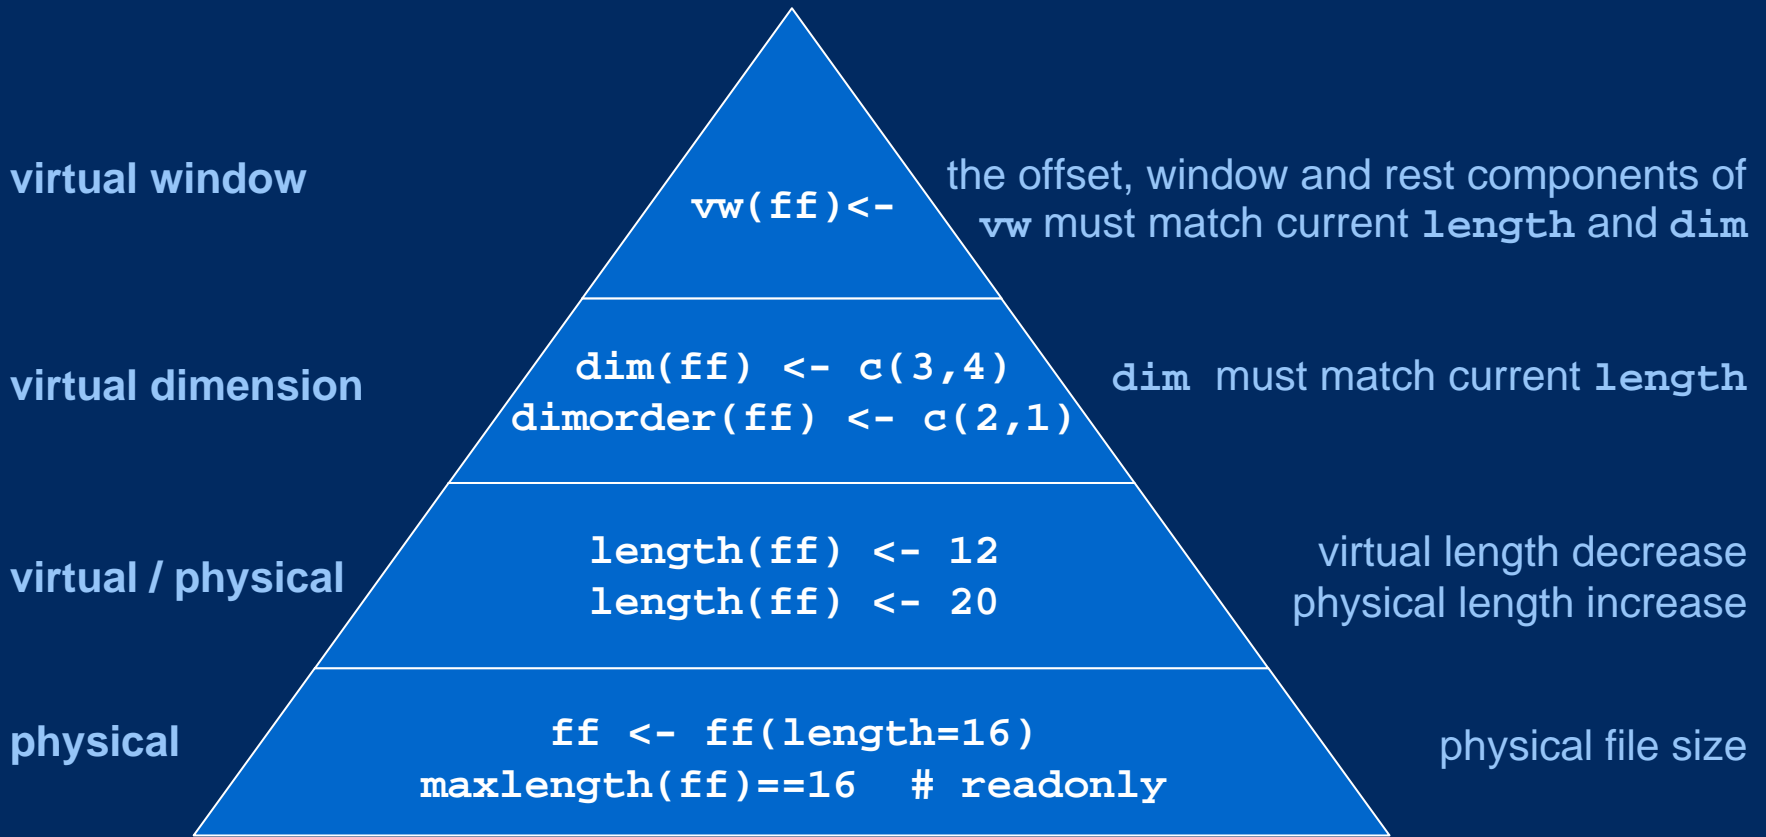 virtual window
vw(ff)<-
the offset, window and rest components of
vw must match current length and dim
virtual dimension
dim(ff) <- c(3,4)
dimorder(ff) <- c(2,1)
dim must match current length
virtual / physical
length(ff) <- 12
length(ff) <- 20
virtual length decrease
physical length increase
physical
ff <- ff(length=16)
maxlength(ff)==16 # readonly
physical file size